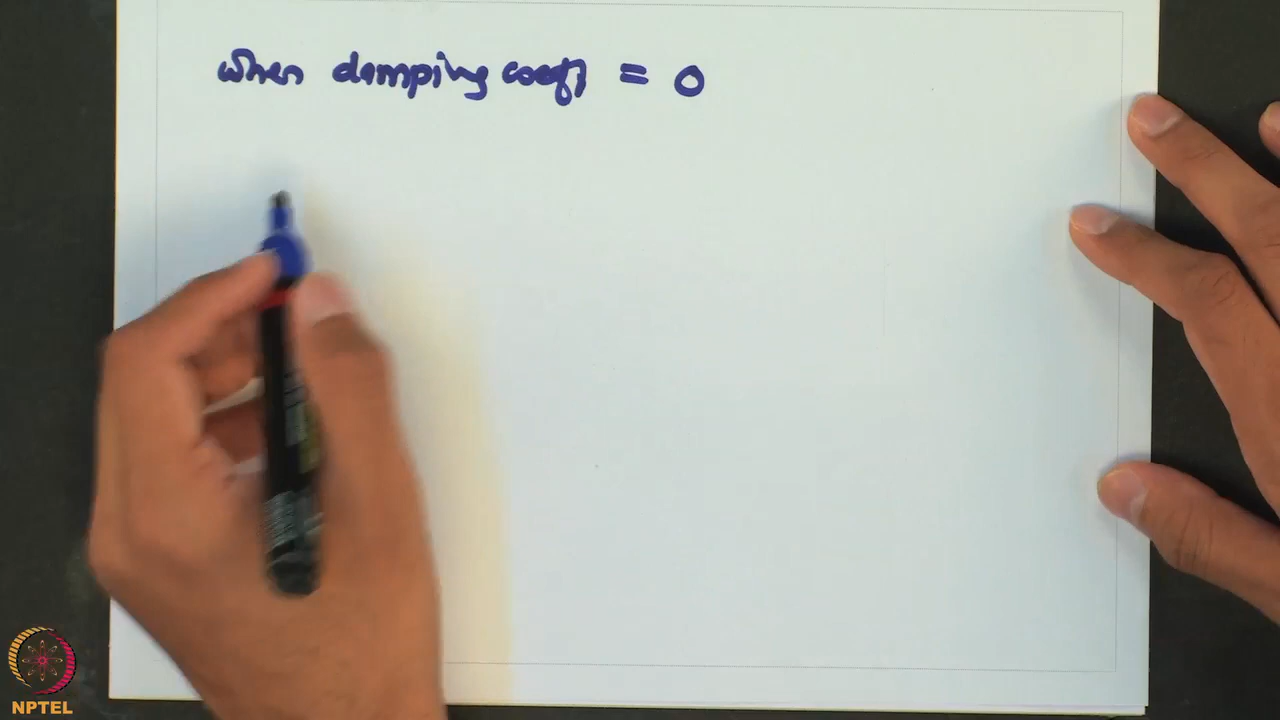 when damping coeff = 0
NPTEL